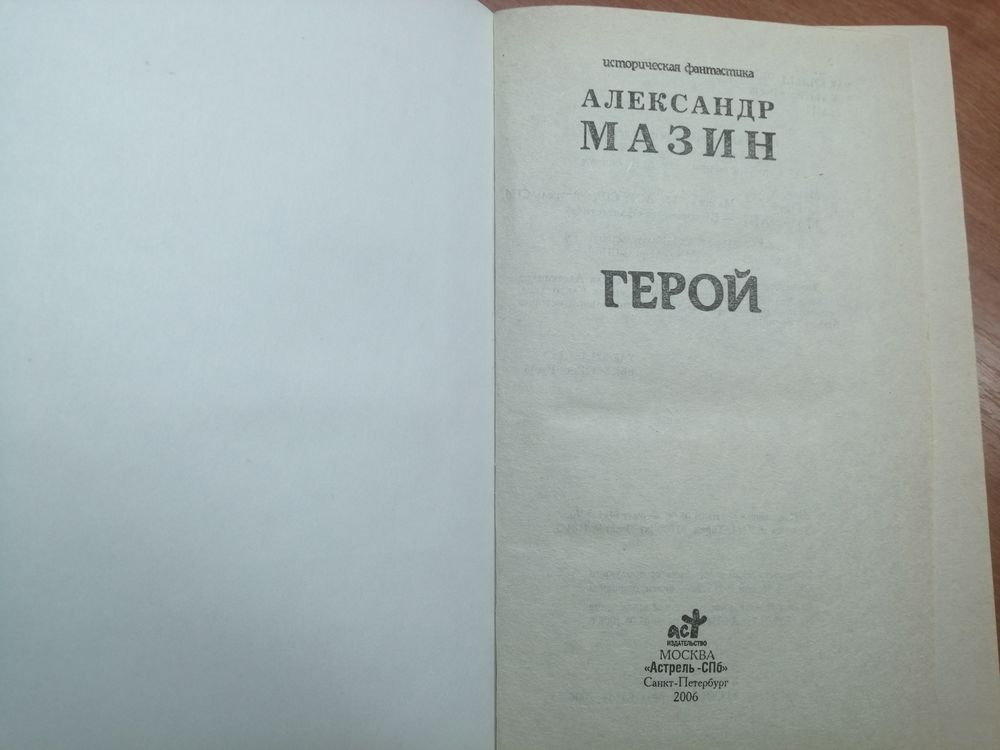 историческая фантастика
АЛЕКСАНДР
МАЗИН
ГЕРОЙ
аст
ИЗДАТЕЛЬСТВО
МОСКВА
«Астрель-СПб»
Санкт-Петербург
2006